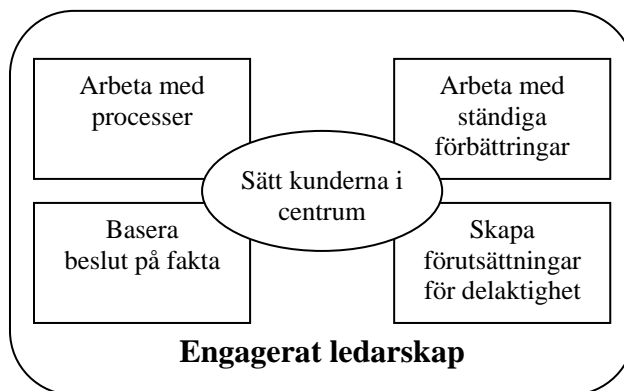 Arbeta med
processer
Arbeta med
ständiga
förbättringar
Sätt kunderna i
centrum
Basera
beslut på fakta
Skapa
förutsättningar
för delaktighet
Engagerat ledarskap